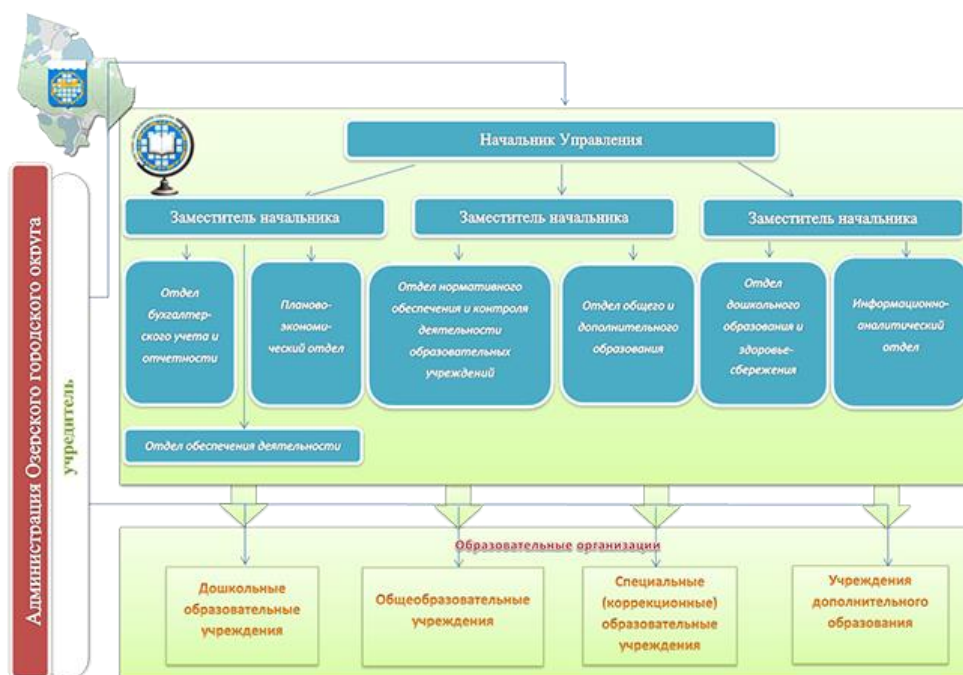 Администрация Озерского городского округа
учредитель
Начальник Управления
Заместитель начальника
Заместитель начальника
Заместитель начальника
Отдел
бухгалтер-
ского учета и
отчетности
Планово-
экономи-
ческий отдел
Отдел нормативного
обеспечения и контроля
деятельности
образовательных
учреждений
Отдел общего и
дополнительного
образования
Отдел
дошкольного
образования и
здоровье-
сбережения
Информационно-
аналитический
отдел
Отдел обеспечения деятельности
Образовательные организации
Дошкольные
образовательные
учреждения
Общеобразовательные
учреждения
Специальные
(коррекционные)
образовательные
учреждения
Учреждения
дополнительного
образования